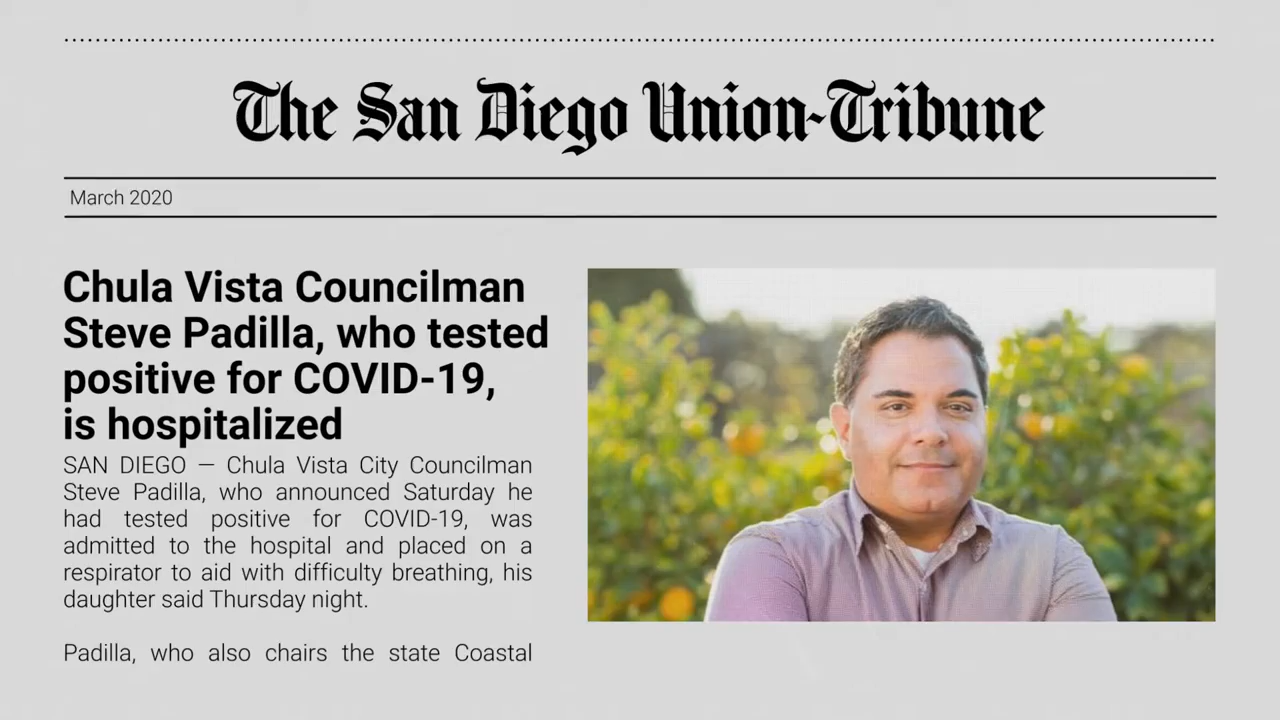 The San Diego Union-Tribune
March 2020
Chula Vista Councilman
Steve Padilla, who tested
positive for COVID-19,
is hospitalized
SAN DIEGO — Chula Vista City Councilman
Steve Padilla, who announced Saturday he
had tested positive for COVID-19, was
admitted to the hospital and placed on a
respirator to aid with difficulty breathing, his
daughter said Thursday night.
Padilla, who also chairs the state Coastal